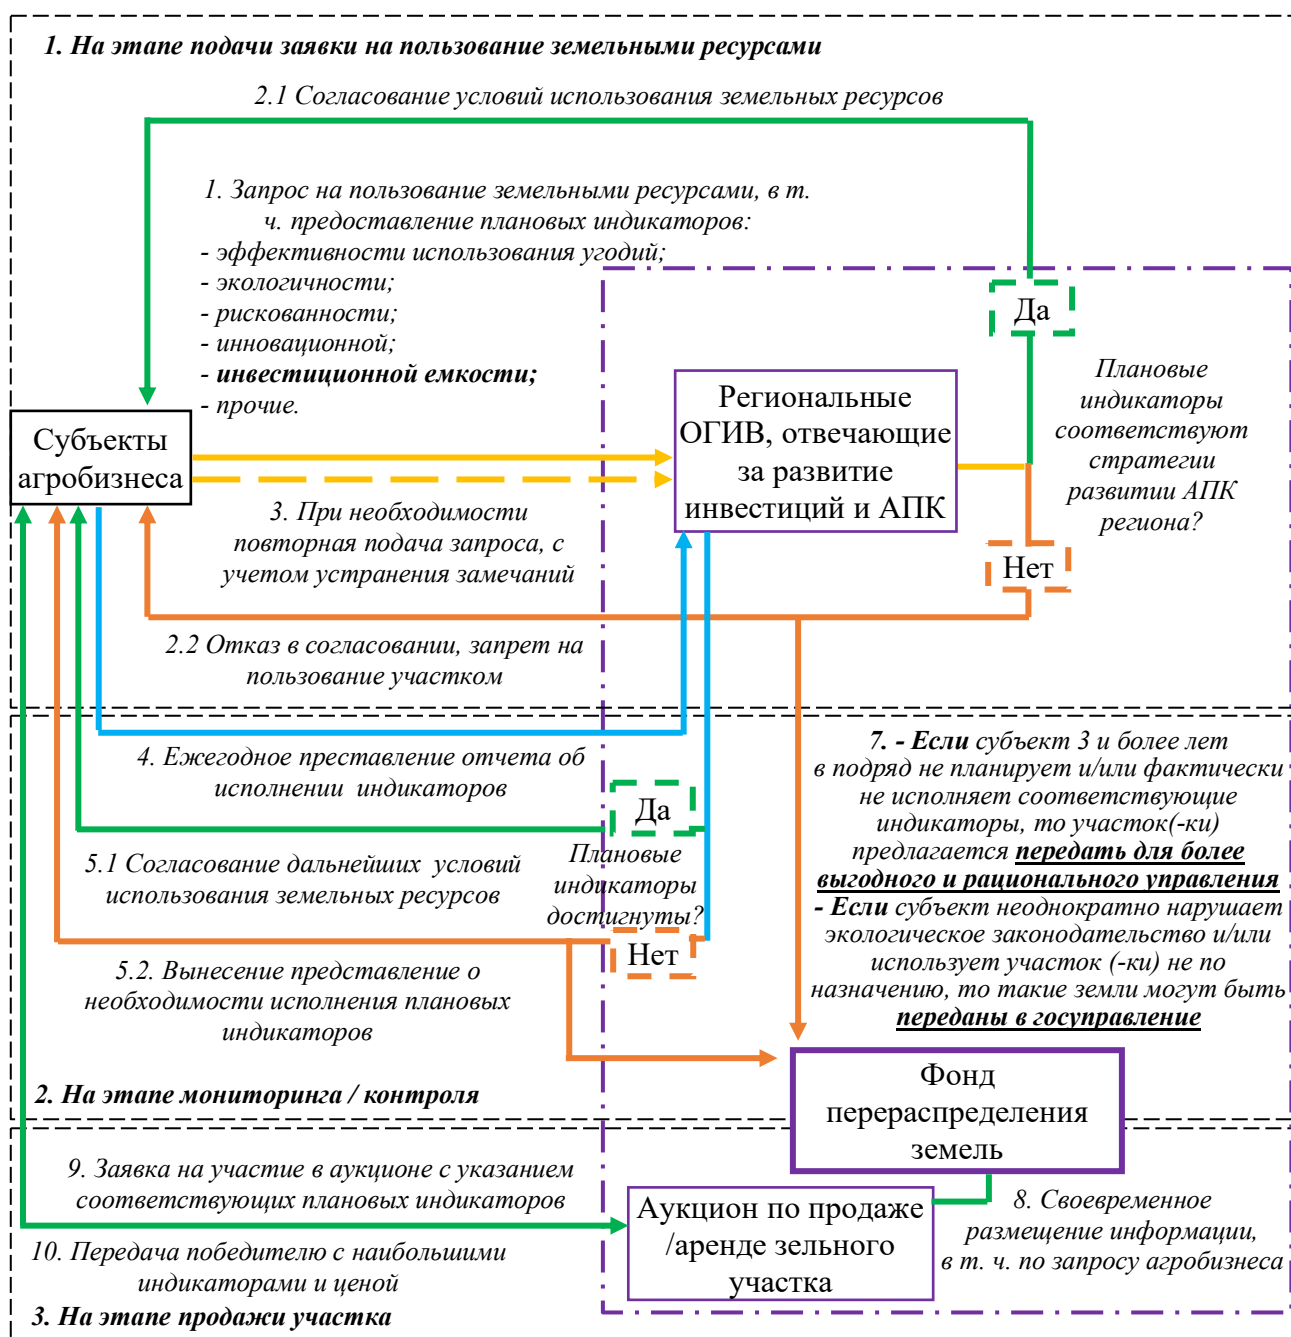 1. На этапе подачи заявки на пользование земельными ресурсами
2.1 Согласование условий использования земельных ресурсов
1. Запрос на пользование земельными ресурсами, в т.
ч. предоставление плановых индикаторов:
- эффективности использования угодий;
- экологичности;
- рискованности;
- инновационной;
- инвестиционной емкости;
- прочие.
Да
Плановые
индикаторы
соответствуют
стратегии
развитии АПК
региона?
Региональные
ОГИВ, отвечающие
за развитие
инвестиций и АПК
Субъекты
агробизнеса
3. При необходимости
повторная подача запроса, с
учетом устранения замечаний
Нет
2.2 Отказ в согласовании, запрет на
пользование участком
4. Ежегодное преставление отчета об
исполнении индикаторов
Да
5.1 Согласование дальнейших условий
использования земельных ресурсов
Плановые
индикаторы
достигнуты?
Нет
5.2. Вынесение представление о
необходимости исполнения плановых
индикаторов
7. - Если субъект 3 и более лет
в подряд не планирует и/или фактически
не исполняет соответствующие
индикаторы, то участок(-ки)
предлагается передать для более
выгодного и рационального управления
- Если субъект неоднократно нарушает
экологическое законодательство и/или
использует участок (-ки) не по
назначению, то такие земли могут быть
переданы в госуправление
2. На этапе мониторинга / контроля
Фонд
перераспределения
земель
9. Заявка на участие в аукционе с указанием
соответствующих плановых индикаторов
Аукцион по продаже
/аренде зельного
участка
8. Своевременное
размещение информации,
в т. ч. по запросу агробизнеса
10. Передача победителю с наибольшими
индикаторами и ценой
3. На этапе продажи участка